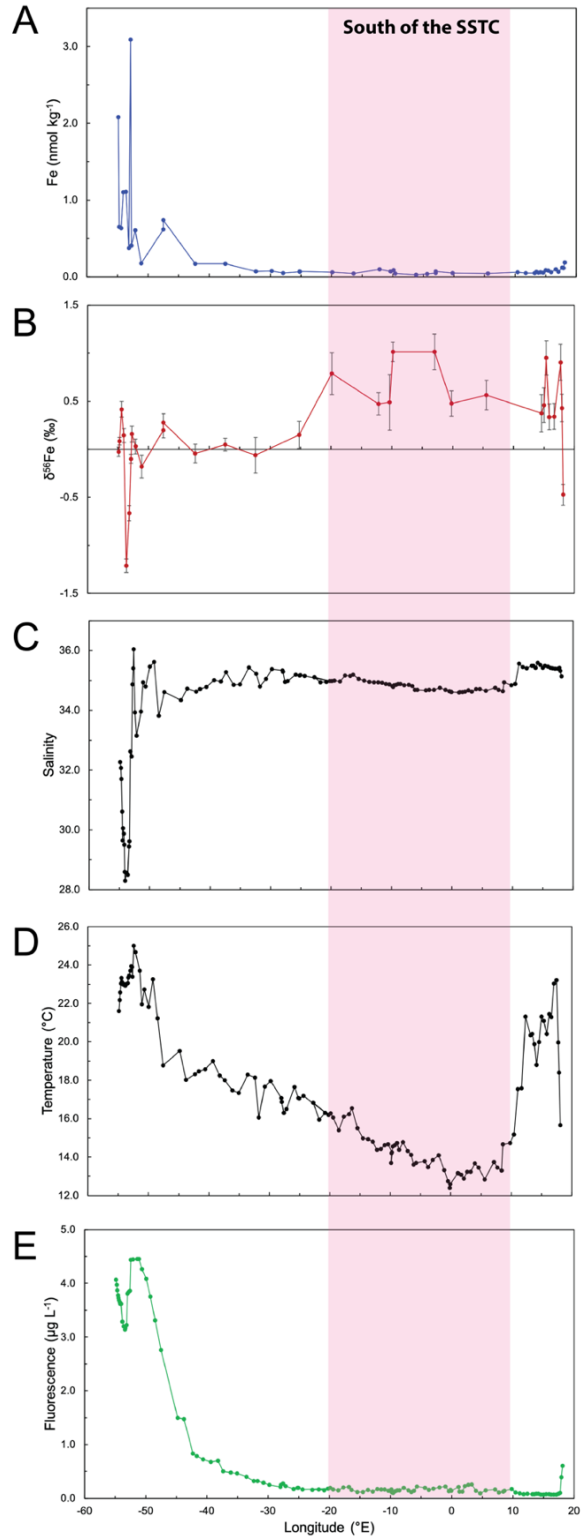 A
South of the SSTC
Fe (nmol kg⁻¹)
3.0
2.0
1.0
0.0
B
δ⁵⁶Fe (‰)
1.5
0.5
-0.5
-1.5
C
Salinity
36.0
34.0
32.0
30.0
28.0
D
Temperature (°C)
26.0
24.0
22.0
20.0
18.0
16.0
14.0
12.0
E
Fluorescence (μg L⁻¹)
5.0
4.0
3.0
2.0
1.0
0.0
-60 -50 -40 -30 -20 -10 0 10 20
Longitude (°E)